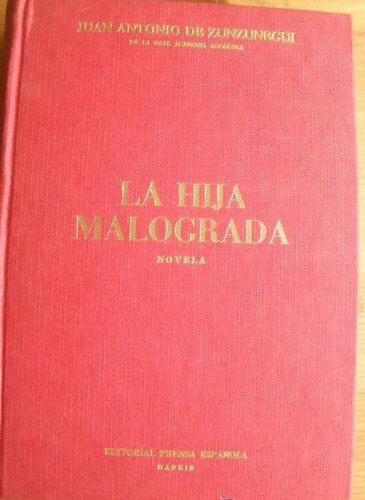 JUAN ANTONIO DE ZUNZUNEGUI
DE LA REAL ACADEMIA ESPAÑOLA
LA HIJA
MALOGRADA
NOVELA
EDITORIAL PRENSA ESPAÑOLA
MADRID